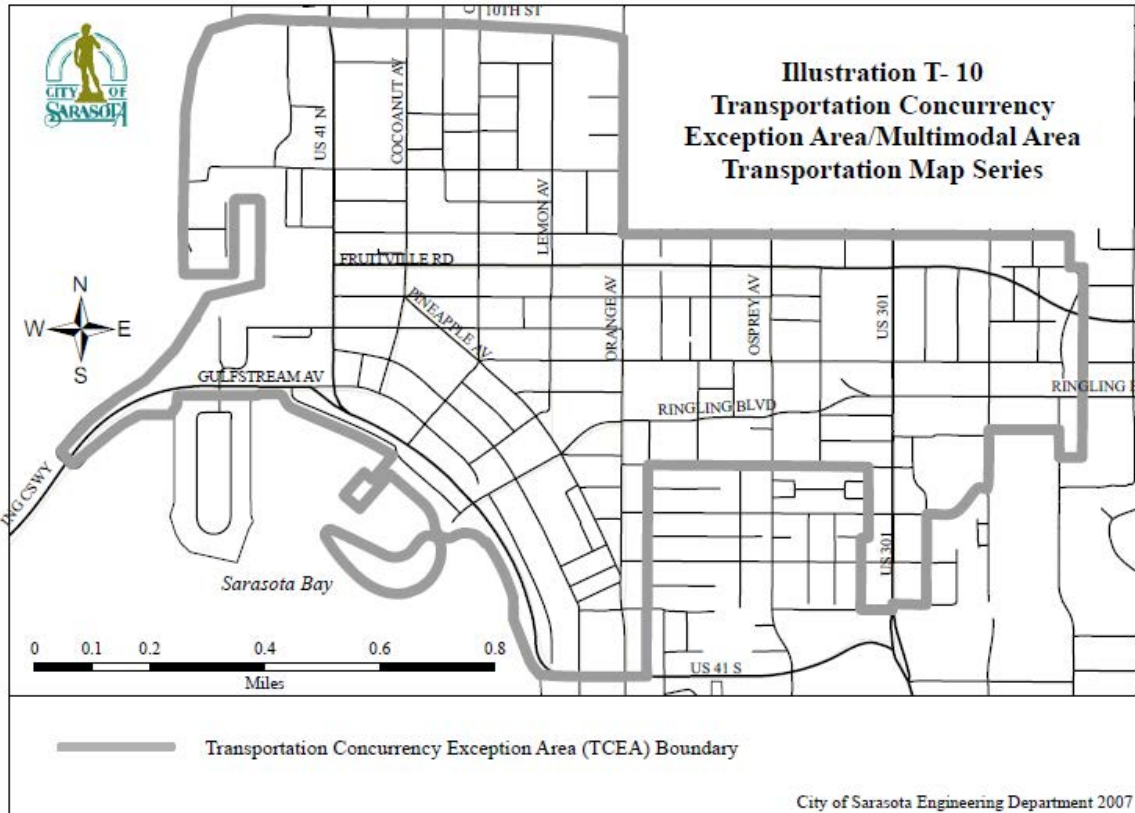 10TH ST
CITY OF
SARASOTA
Illustration T- 10
Transportation Concurrency
Exception Area/Multimodal Area
Transportation Map Series
US 41 N
COCOANUT AV
LEMON AV
FRUITVILLE RD
PINEAPPLE AV
ORANGE AV
OSPREY AV
US 301
N
W E
S
GULFSTREAM AV
RINGLING BLVD
RINGLING
ING CSWY
US 301
Sarasota Bay
0 0.1 0.2 0.4 0.6 0.8
Miles
US 41 S
Transportation Concurrency Exception Area (TCEA) Boundary
City of Sarasota Engineering Department 2007